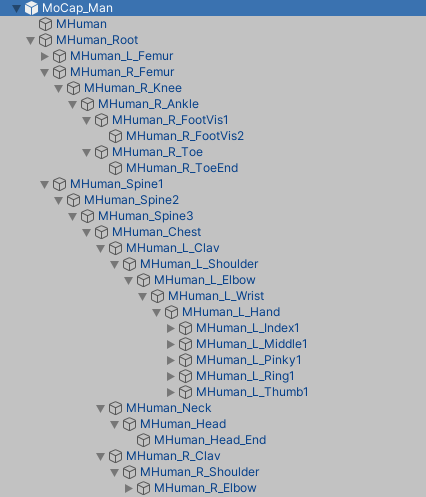 MoCap_Man
MHuman
MHuman_Root
MHuman_L_Femur
MHuman_R_Femur
MHuman_R_Knee
MHuman_R_Ankle
MHuman_R_FootVis1
MHuman_R_FootVis2
MHuman_R_Toe
MHuman_R_ToeEnd
MHuman_Spine1
MHuman_Spine2
MHuman_Spine3
MHuman_Chest
MHuman_L_Clav
MHuman_L_Shoulder
MHuman_L_Elbow
MHuman_L_Wrist
MHuman_L_Hand
MHuman_L_Index1
MHuman_L_Middle1
MHuman_L_Pinky1
MHuman_L_Ring1
MHuman_L_Thumb1
MHuman_Neck
MHuman_Head
MHuman_Head_End
MHuman_R_Clav
MHuman_R_Shoulder
MHuman_R_Elbow